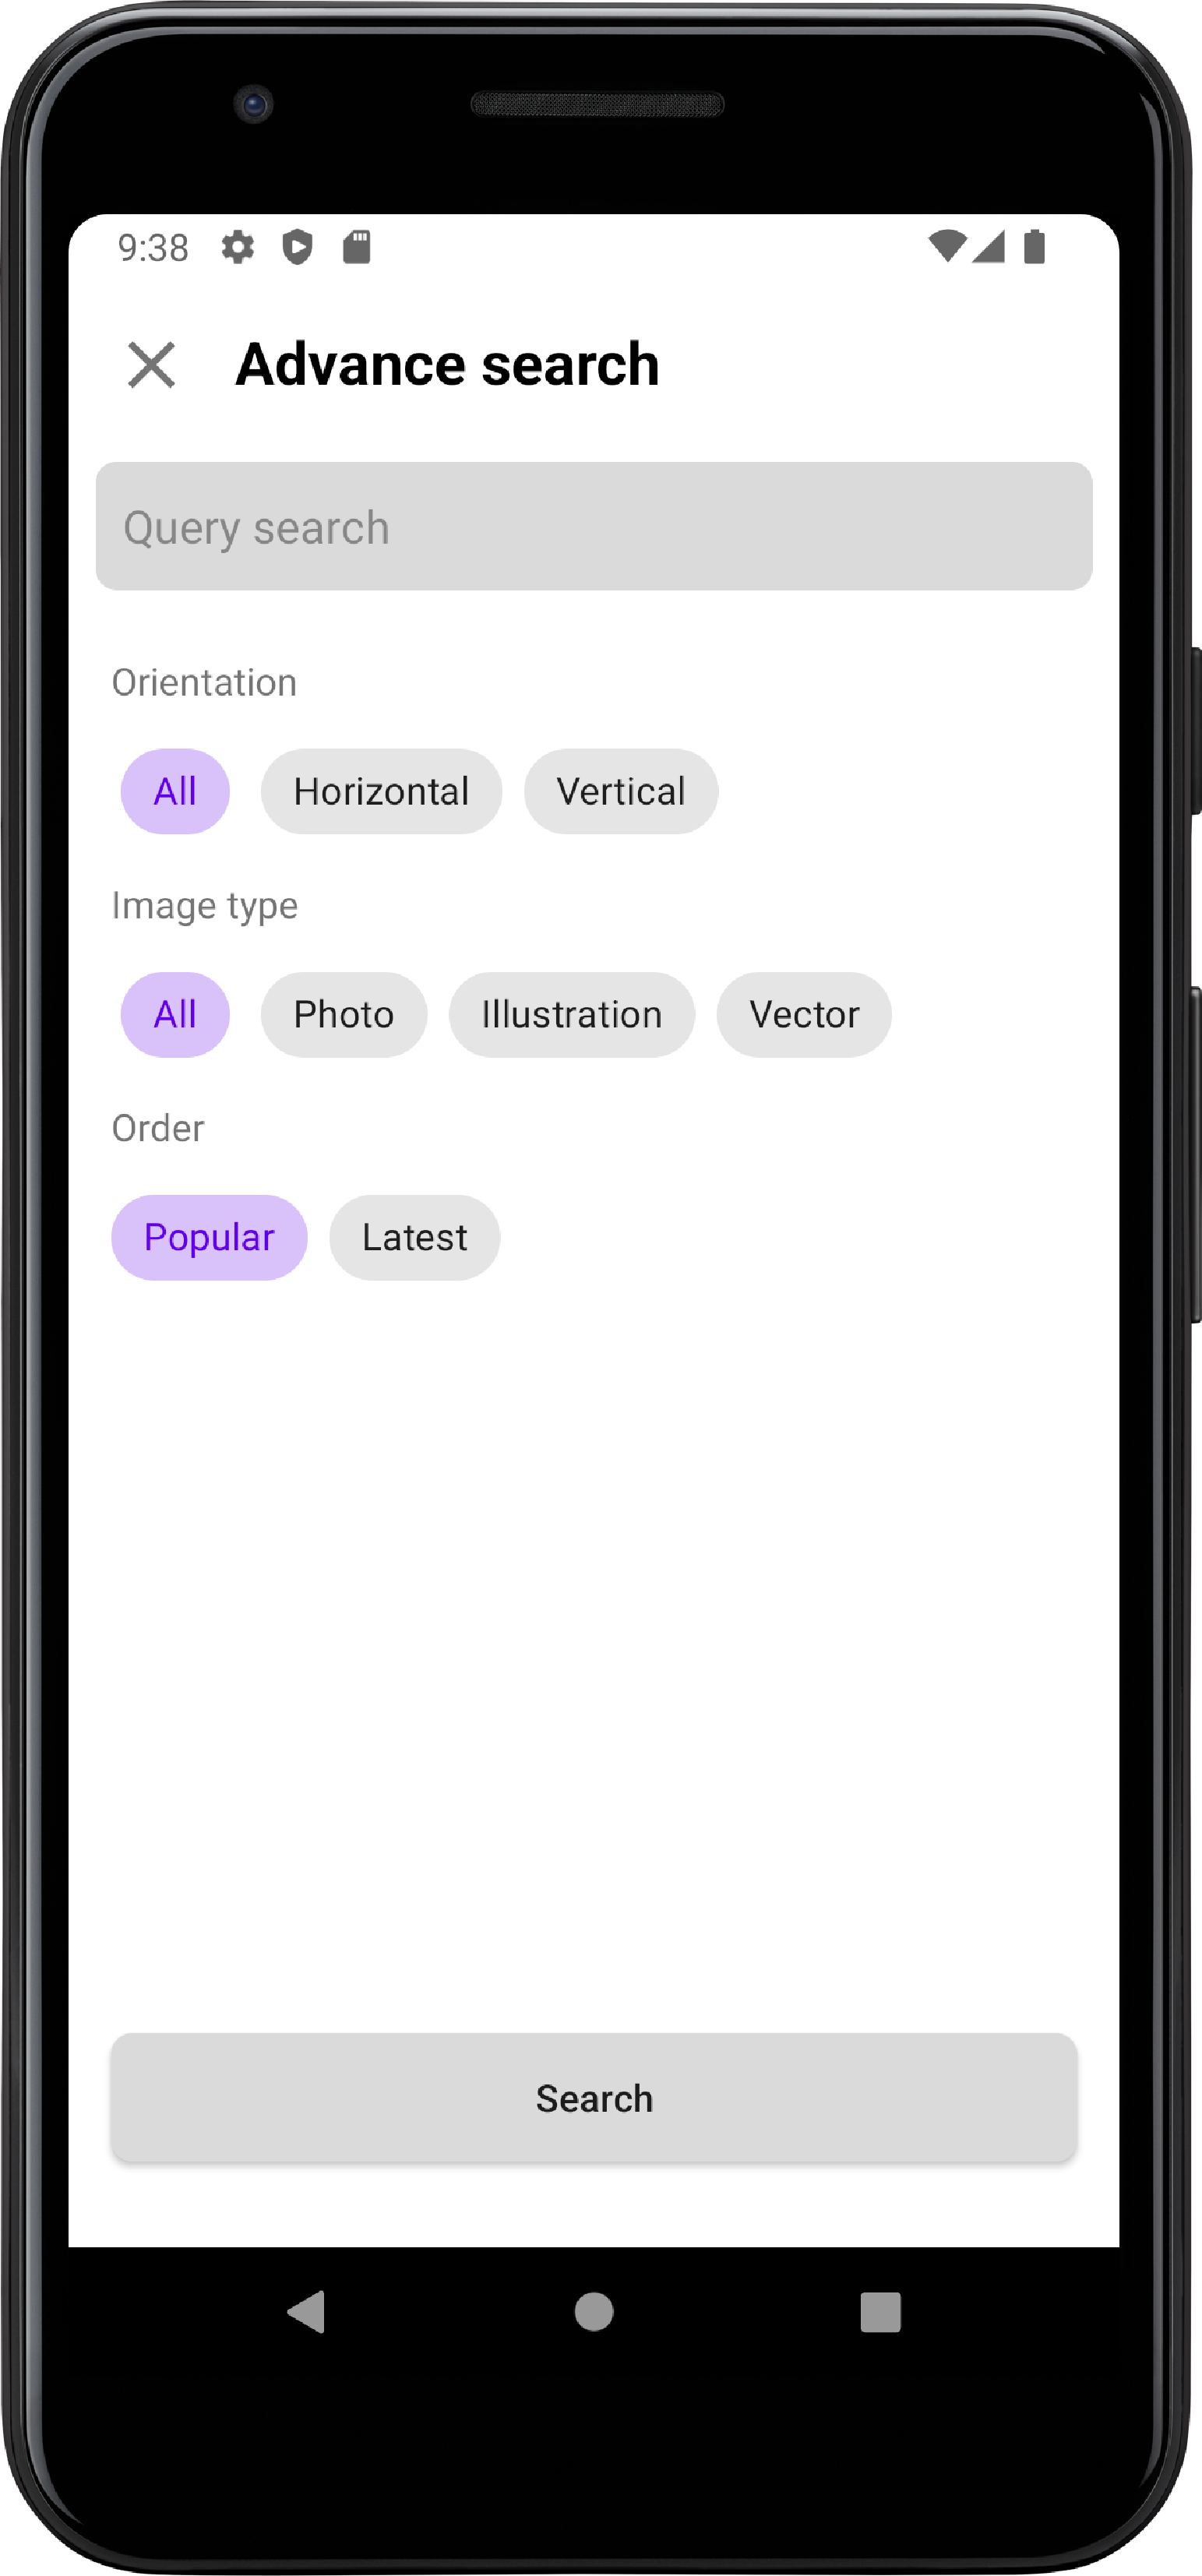 9:38
Advance search
Query search
Orientation
All Horizontal Vertical
Image type
All Photo Illustration Vector
Order
Popular Latest
Search